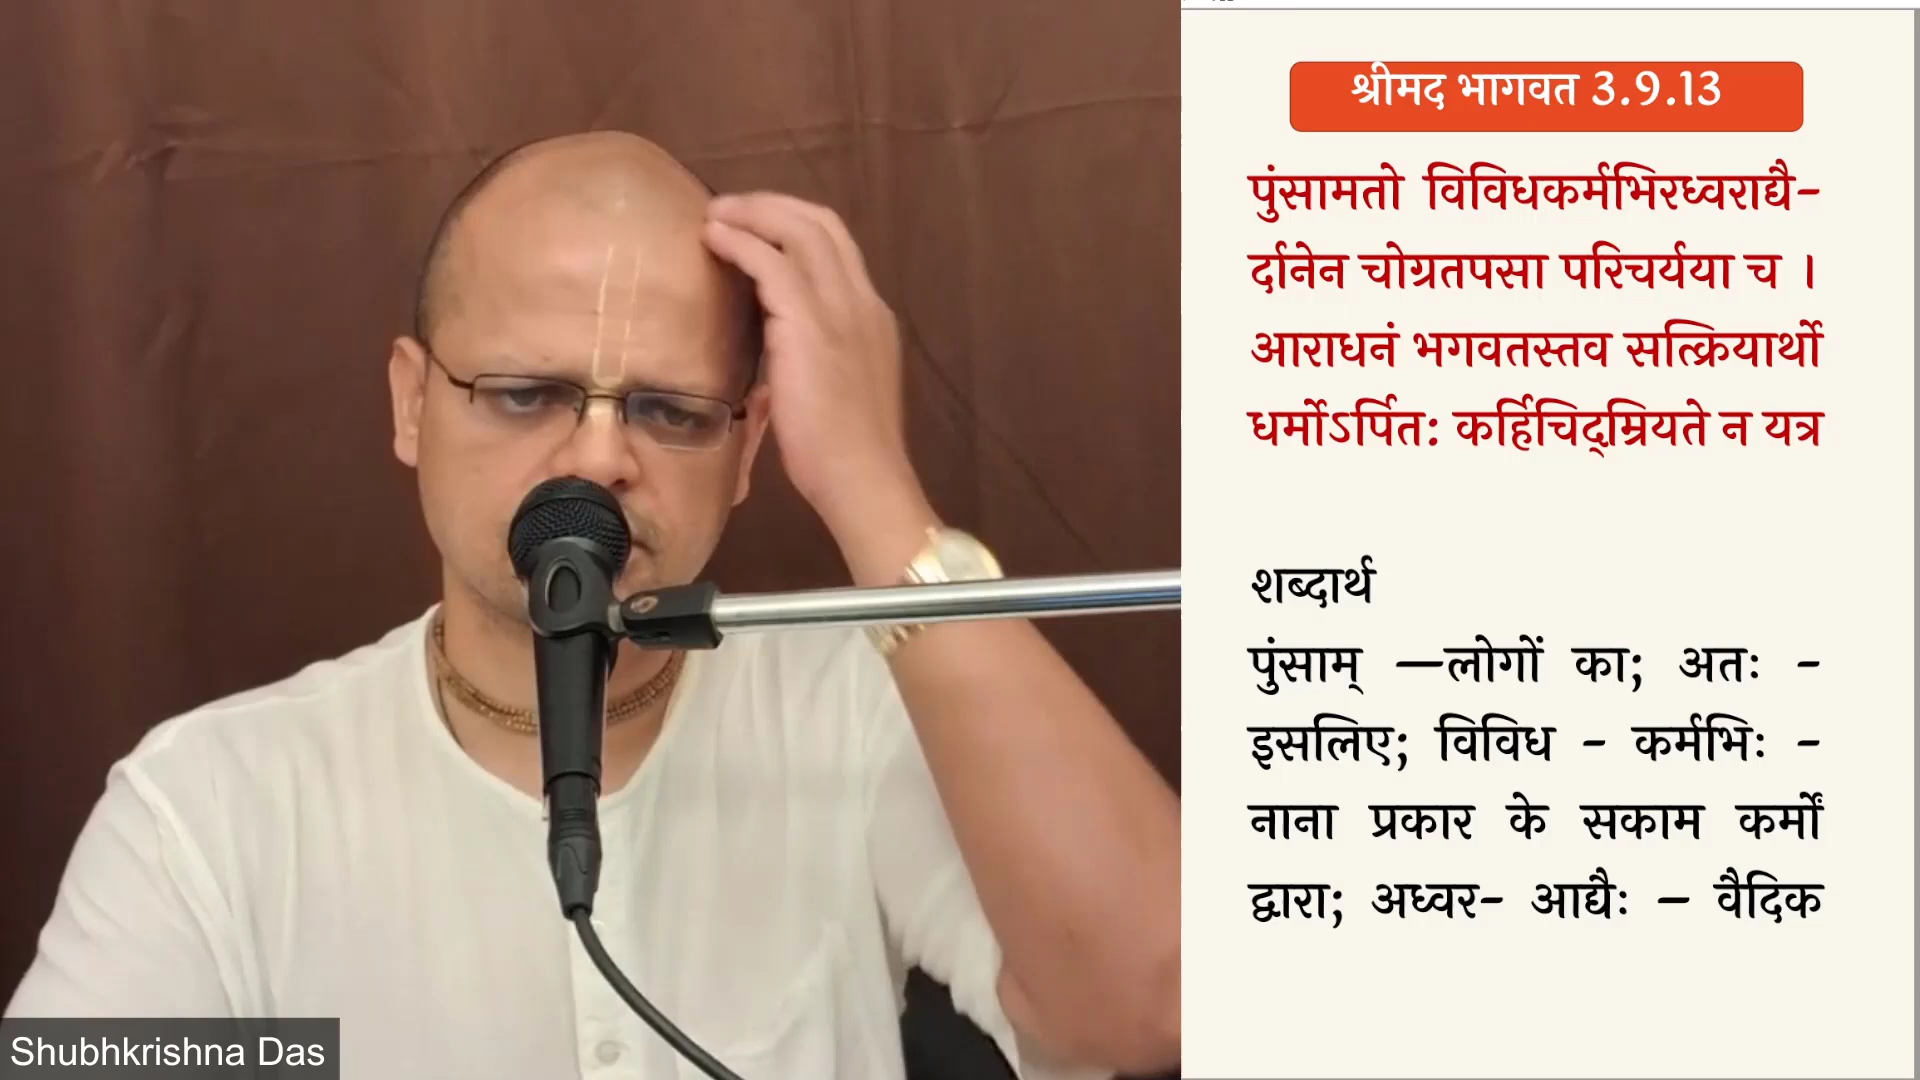 श्रीमद भागवत 3.9.13
पुंसामतो विविधकर्मभिरध्वराद्यै-
र्दानेन चोग्रतपसा परिचर्यया च ।
आराधनं भगवतस्तव सत्क्रियार्थो
धर्मोऽर्पित: कर्हिचिद्म्रियते न यत्र
शब्दार्थ
पुंसाम् —लोगों का; अतः -
इसलिए; विविध - कर्मभिः -
नाना प्रकार के सकाम कर्मों
द्वारा; अध्वर- आद्यैः – वैदिक
Shubhkrishna Das